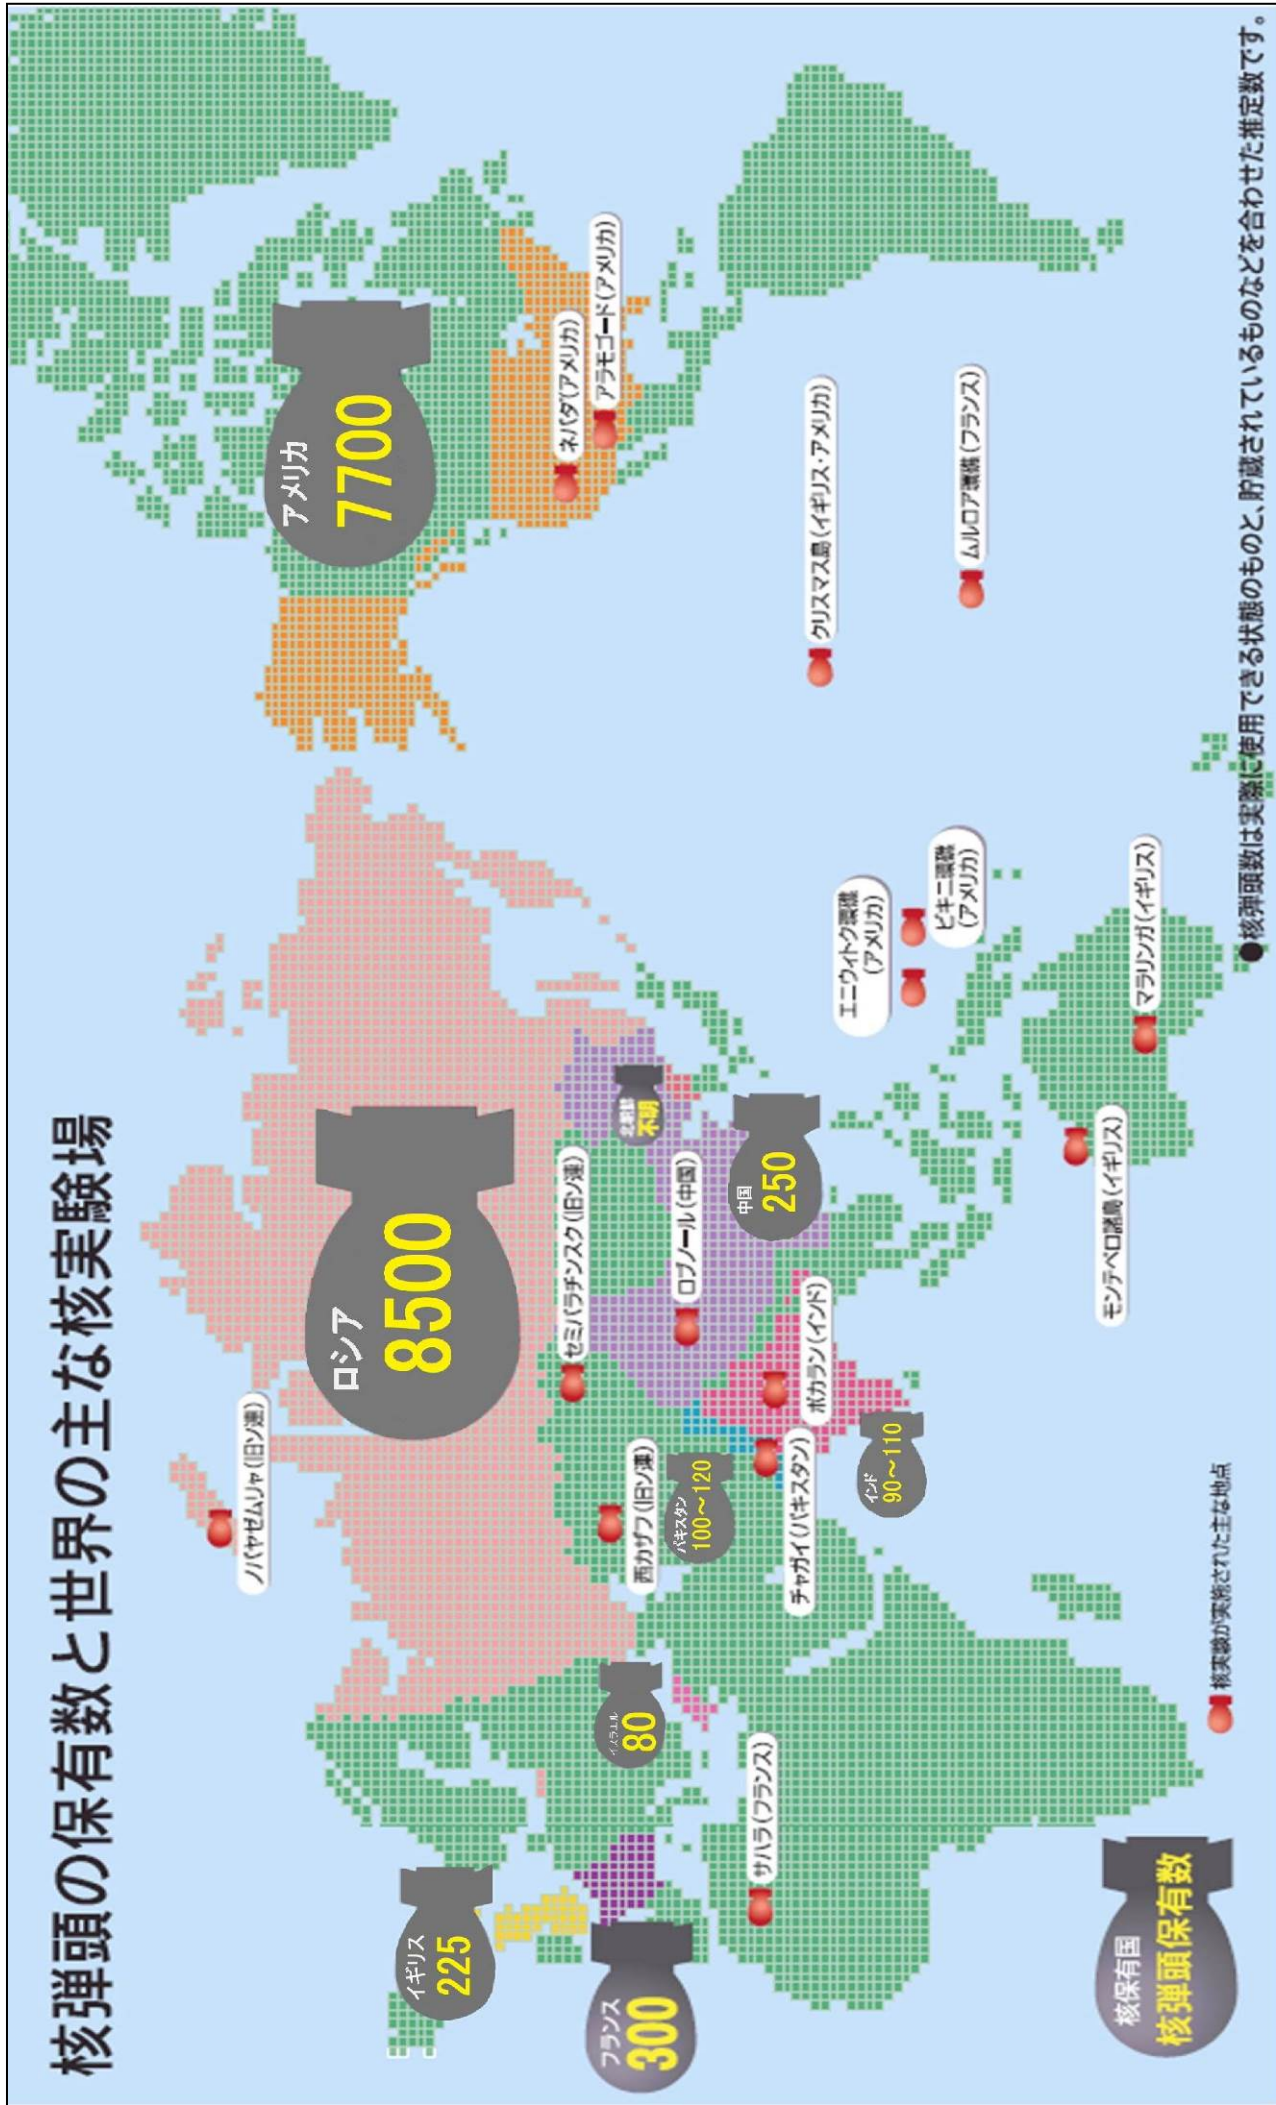 核弾頭の保有数と世界の主な核実験場
ノバヤゼムリャ(旧ソ連)
ロシア
8500
アメリカ
7700
イギリス
225
フランス
300
イスラエル
80
西カザフ(旧ソ連)
セミパラチンスク(旧ソ連)
パキスタン
100～120
ロプノール(中国)
北朝鮮
不明
中国
250
ネバダ(アメリカ)
アラモゴード(アメリカ)
サハラ(フランス)
チャガイ(パキスタン)
ポカラン(インド)
インド
90～110
エニウィトク環礁
(アメリカ)
ビキニ環礁
(アメリカ)
クリスマス島(イギリス・アメリカ)
ムルロア環礁(フランス)
モンテベロ諸島(イギリス)
マラリンガ(イギリス)
核保有国
核弾頭保有数
核実験が実施された主な地点
●核弾頭数は実際に使用できる状態のものと、貯蔵されているものなどを合わせた推定数です。